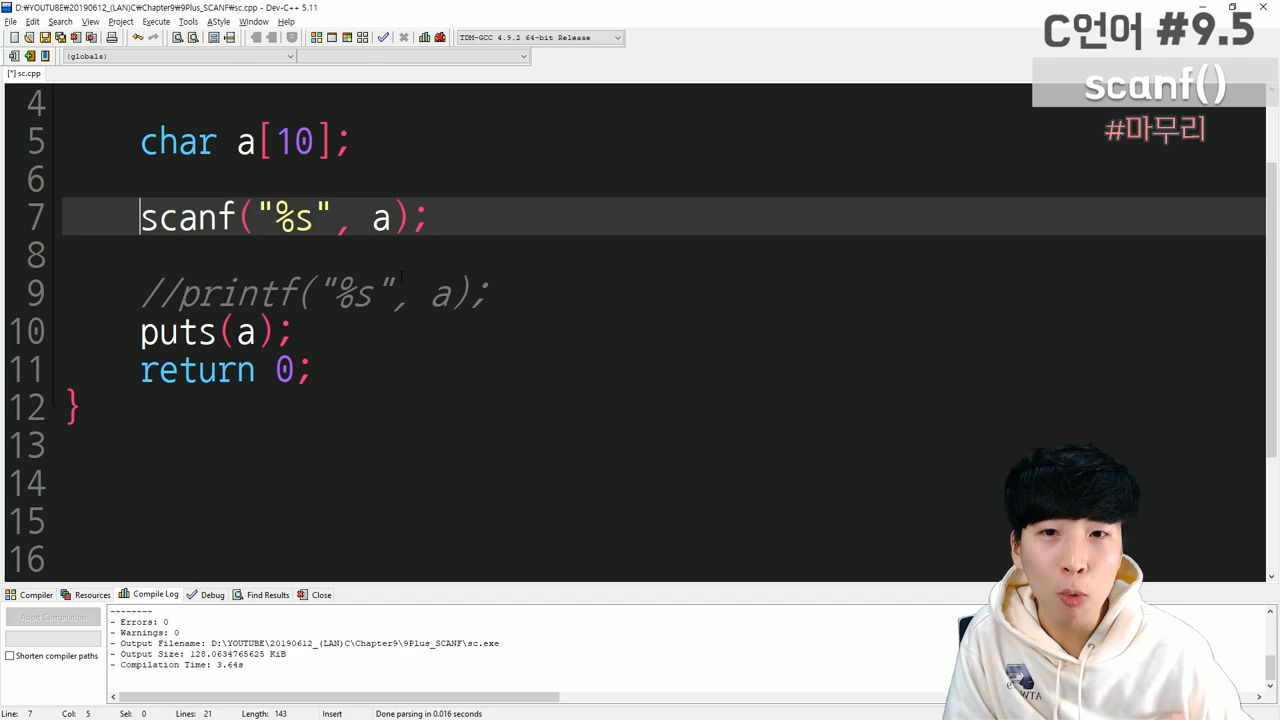 D:₩YOUTUBE₩20190612_(LAN)C₩Chapter9₩9Plus_SCANF₩sc.cpp - Dev-C++ 5.11
File Edit Search View Project Execute Tools AStyle Window Help
TDM-GCC 4.9.2 64-bit Release
(globals)
[*] sc.cpp
C언어 #9.5
scanf()
#마무리
4
5 char a[10];
6
7 scanf("%s", a);
8
9 //printf("%s", a);
10 puts(a);
11 return 0;
12 }
13
14
15
16
Compiler Resources Compile Log Debug Find Results Close
Abort Compilation
Shorten compiler paths
--------
- Errors: 0
- Warnings: 0
- Output Filename: D:\YOUTUBE\20190612_(LAN)C\Chapter9\9Plus_SCANF\sc.exe
- Output Size: 128.0634765625 KiB
- Compilation Time: 3.64s
Line: 7 Col: 5 Sel: 0 Lines: 21 Length: 143 Insert Done parsing in 0.016 seconds